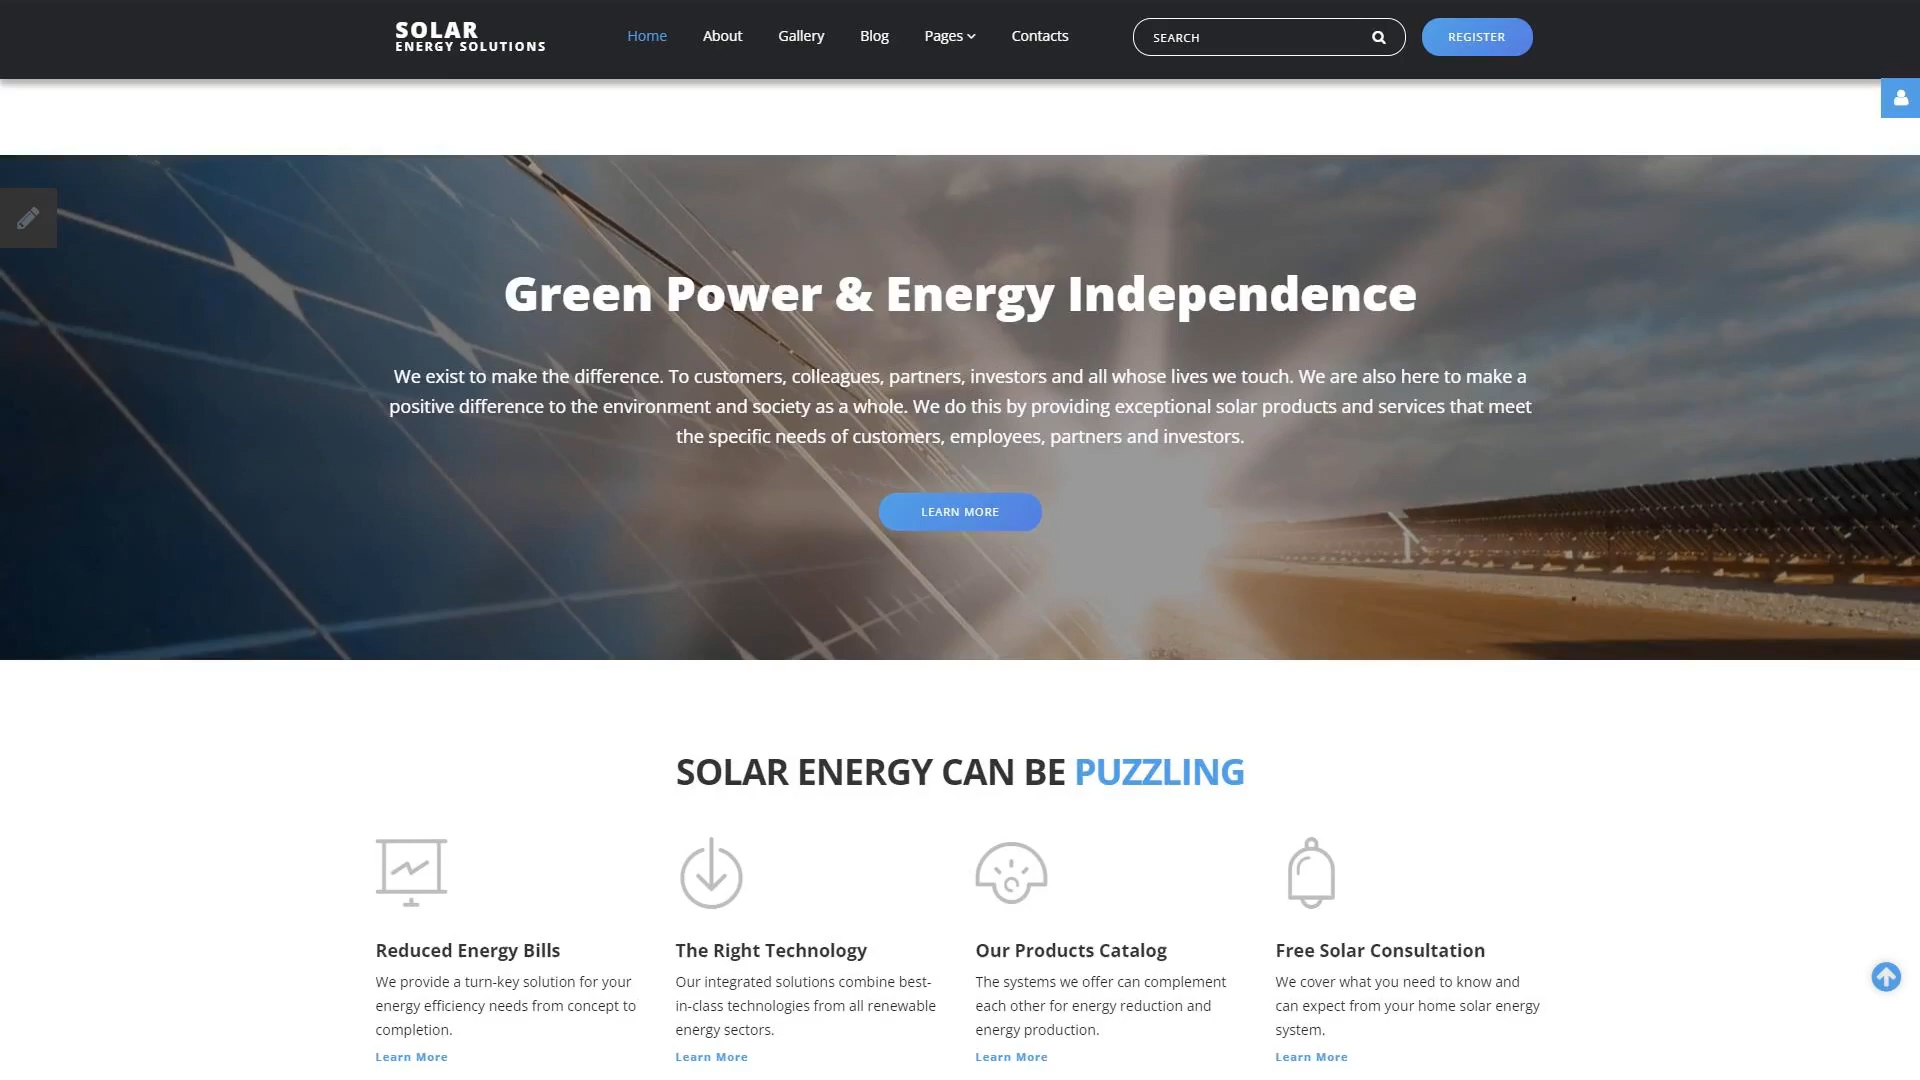 SOLAR
ENERGY SOLUTIONS
Home About Gallery Blog Pages Contacts
SEARCH
REGISTER
Green Power & Energy Independence
We exist to make the difference. To customers, colleagues, partners, investors and all whose lives we touch. We are also here to make a
positive difference to the environment and society as a whole. We do this by providing exceptional solar products and services that meet
the specific needs of customers, employees, partners and investors.
LEARN MORE
SOLAR ENERGY CAN BE PUZZLING
Reduced Energy Bills
We provide a turn-key solution for your
energy efficiency needs from concept to
completion.
Learn More
The Right Technology
Our integrated solutions combine best-
in-class technologies from all renewable
energy sectors.
Learn More
Our Products Catalog
The systems we offer can complement
each other for energy reduction and
energy production.
Learn More
Free Solar Consultation
We cover what you need to know and
can expect from your home solar energy
system.
Learn More